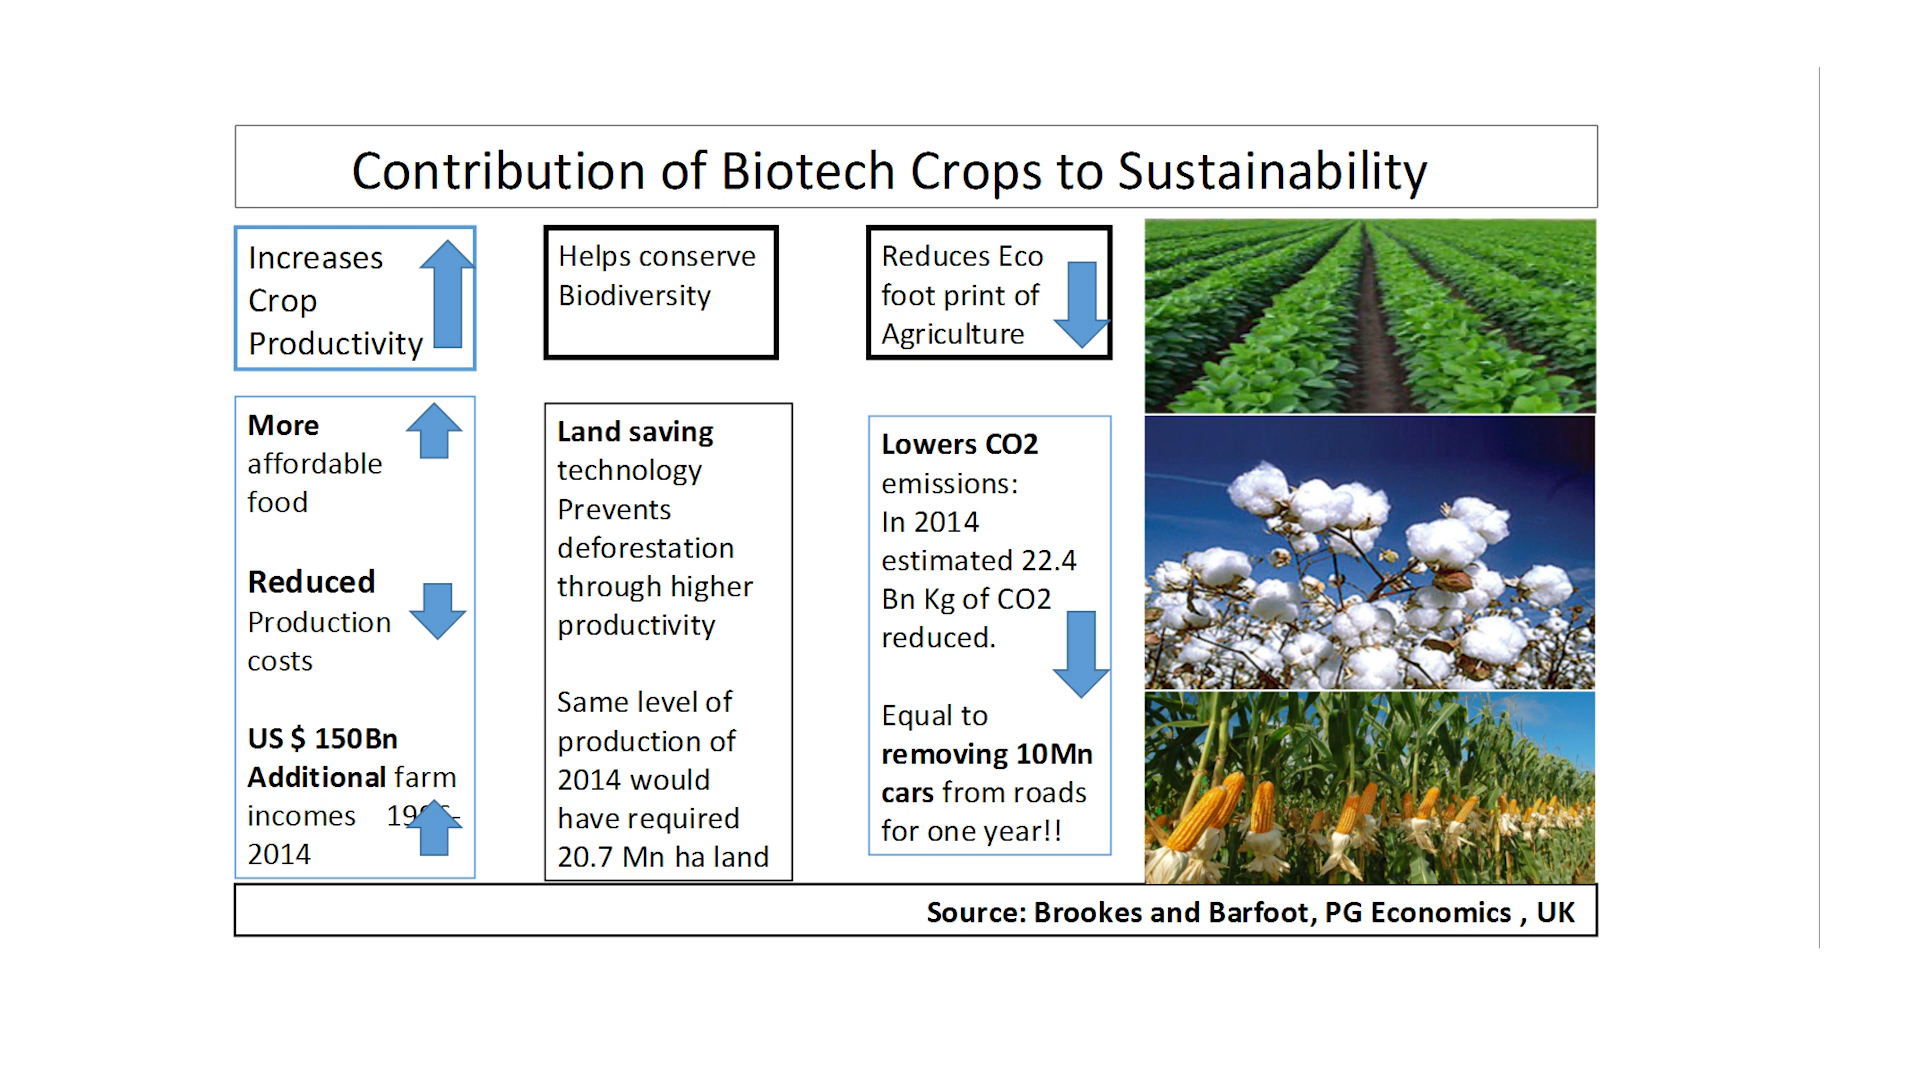 Contribution of Biotech Crops to Sustainability
Increases
Crop
Productivity
Helps conserve
Biodiversity
Reduces Eco
foot print of
Agriculture
More
affordable
food
Reduced
Production
costs
US $ 150Bn
Additional farm
incomes
2014
Land saving
technology
Prevents
deforestation
through higher
productivity
Same level of
production of
2014 would
have required
20.7 Mn ha land
Lowers CO2
emissions:
In 2014
estimated 22.4
Bn Kg of CO2
reduced.
Equal to
removing 10Mn
cars from roads
for one year!!
Source: Brookes and Barfoot, PG Economics , UK